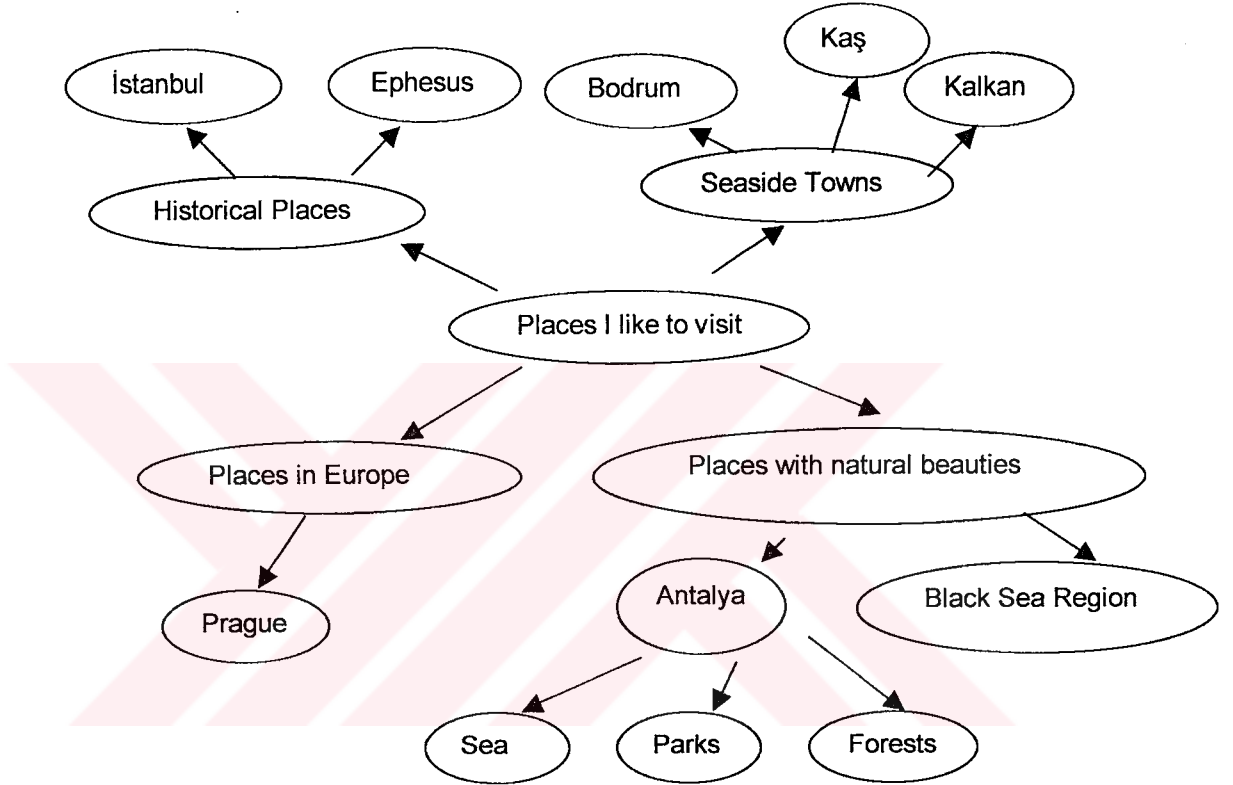 Kaş
İstanbul
Ephesus
Bodrum
Kalkan
Seaside Towns
Historical Places
Places I like to visit
Places in Europe
Places with natural beauties
Antalya
Black Sea Region
Prague
Sea
Parks
Forests